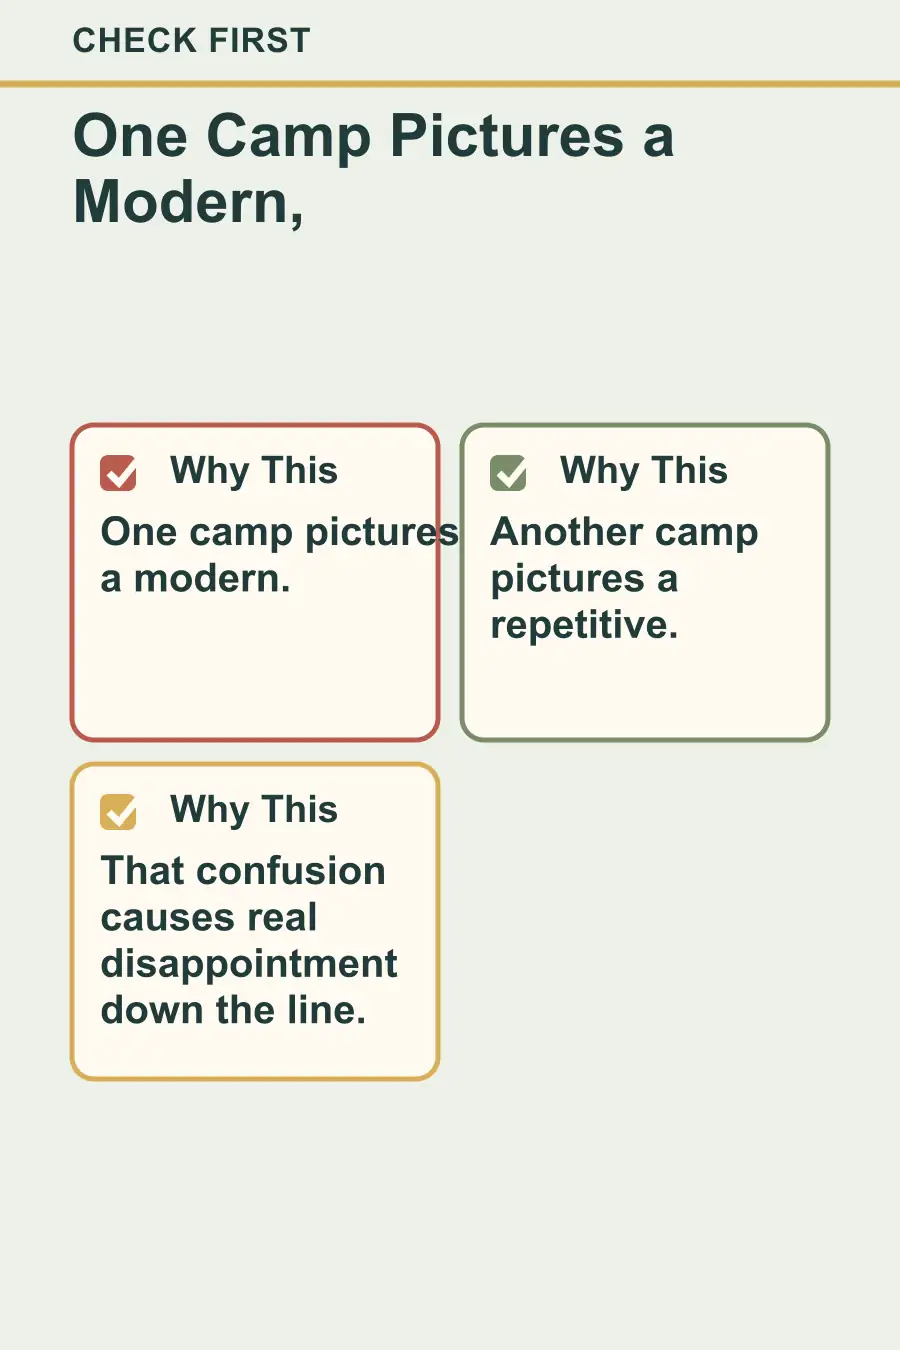 CHECK FIRST
One Camp Pictures a
Modern,
Why This
One camp pictures
a modern.
Why This
Another camp
pictures a
repetitive.
Why This
That confusion
causes real
disappointment
down the line.